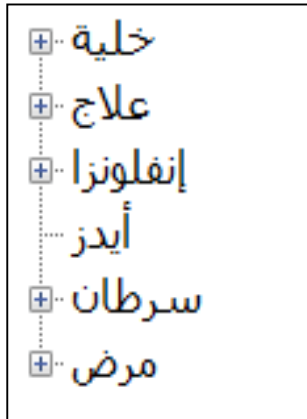 خلية
علاج
إنفلونزا
أيدز
سرطان
مرض